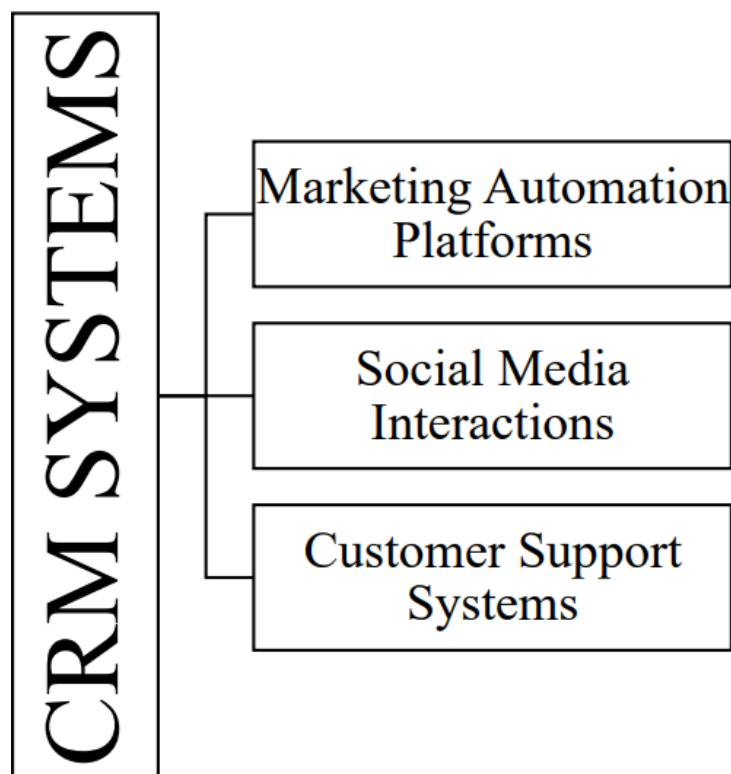 CRM SYSTEMS
Marketing Automation
Platforms
Social Media
Interactions
Customer Support
Systems